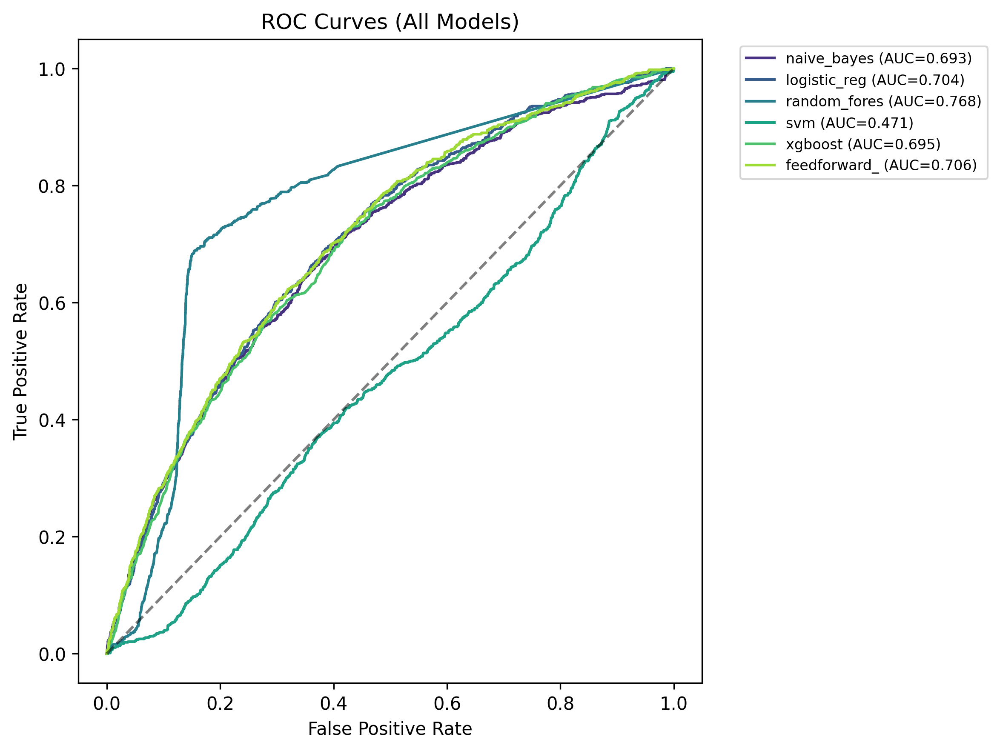 ROC Curves (All Models)
True Positive Rate
1.0
0.8
0.6
0.4
0.2
0.0
0.0 0.2 0.4 0.6 0.8 1.0
False Positive Rate
naive_bayes (AUC=0.693)
logistic_reg (AUC=0.704)
random_fores (AUC=0.768)
svm (AUC=0.471)
xgboost (AUC=0.695)
feedforward_ (AUC=0.706)